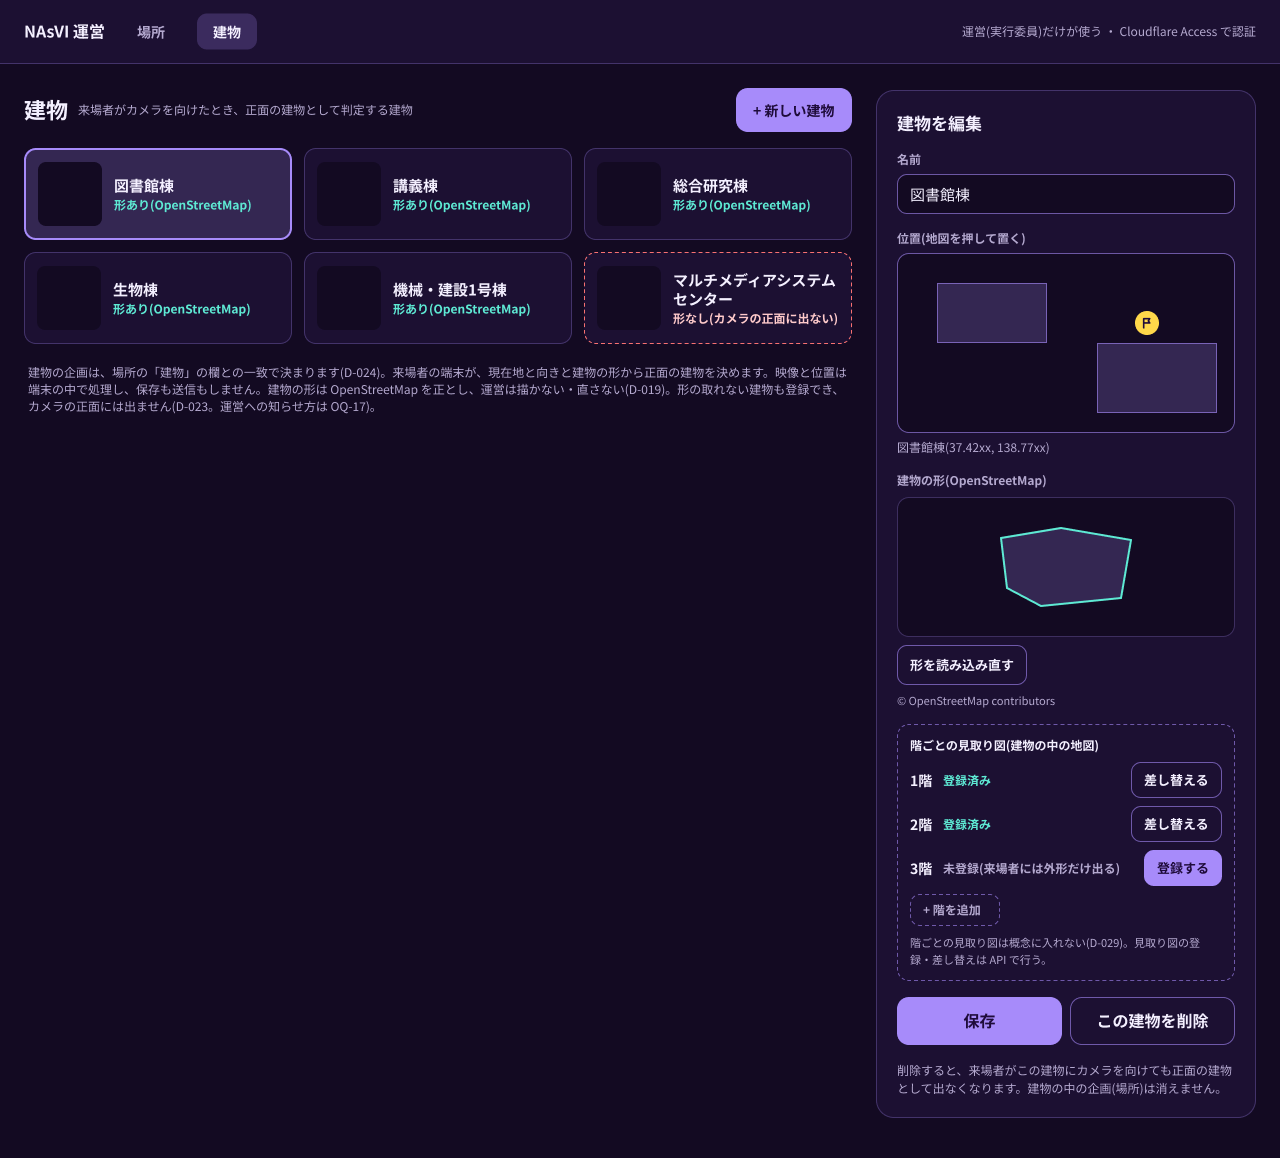 NAsVI 運営
場所
建物
運営(実行委員)だけが使う ・ Cloudflare Access で認証
建物
来場者がカメラを向けたとき、正面の建物として判定する建物
+ 新しい建物
図書館棟
形あり(OpenStreetMap)
講義棟
形あり(OpenStreetMap)
総合研究棟
形あり(OpenStreetMap)
生物棟
形あり(OpenStreetMap)
機械・建設1号棟
形あり(OpenStreetMap)
マルチメディアシステム
センター
形なし(カメラの正面に出ない)
建物の企画は、場所の「建物」の欄との一致で決まります(D-024)。来場者の端末が、現在地と向きと建物の形から正面の建物を決めます。映像と位置は
端末の中で処理し、保存も送信もしません。建物の形は OpenStreetMap を正とし、運営は描かない・直さない(D-019)。形の取れない建物も登録でき、
カメラの正面には出ません(D-023。運営への知らせ方は OQ-17)。
建物を編集
名前
図書館棟
位置(地図を押して置く)
図書館棟(37.42xx, 138.77xx)
建物の形(OpenStreetMap)
形を読み込み直す
© OpenStreetMap contributors
階ごとの見取り図(建物の中の地図)
1階 登録済み 差し替える
2階 登録済み 差し替える
3階 未登録(来場者には外形だけ出る) 登録する
+ 階を追加
階ごとの見取り図は概念に入れない(D-029)。見取り図の登
録・差し替えは API で行う。
保存
この建物を削除
削除すると、来場者がこの建物にカメラを向けても正面の建物
として出なくなります。建物の中の企画(場所)は消えません。